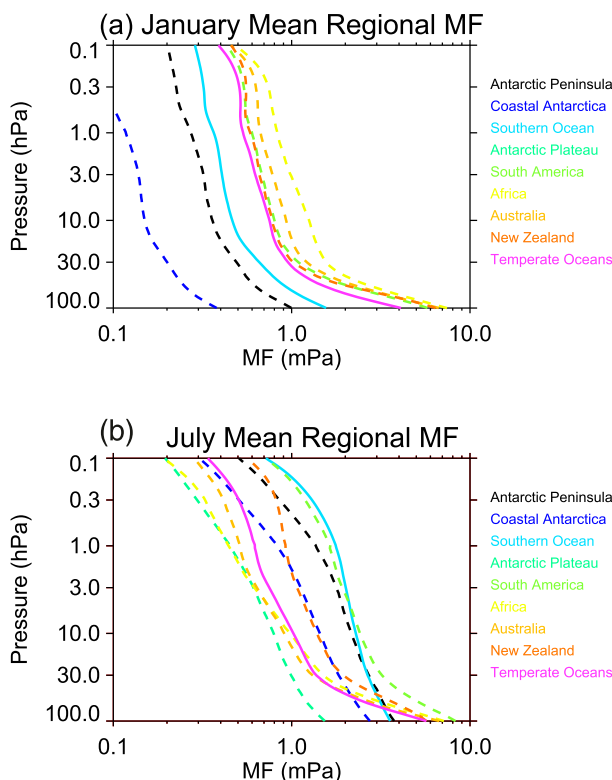 (a) January Mean Regional MF
0.1
0.3
1.0
3.0
10.0
30.0
100.0
Pressure (hPa)
0.1 1.0 10.0
MF (mPa)
Antarctic Peninsula
Coastal Antarctica
Southern Ocean
Antarctic Plateau
South America
Africa
Australia
New Zealand
Temperate Oceans
(b) July Mean Regional MF
0.1
0.3
1.0
3.0
10.0
30.0
100.0
Pressure (hPa)
0.1 1.0 10.0
MF (mPa)
Antarctic Peninsula
Coastal Antarctica
Southern Ocean
Antarctic Plateau
South America
Africa
Australia
New Zealand
Temperate Oceans